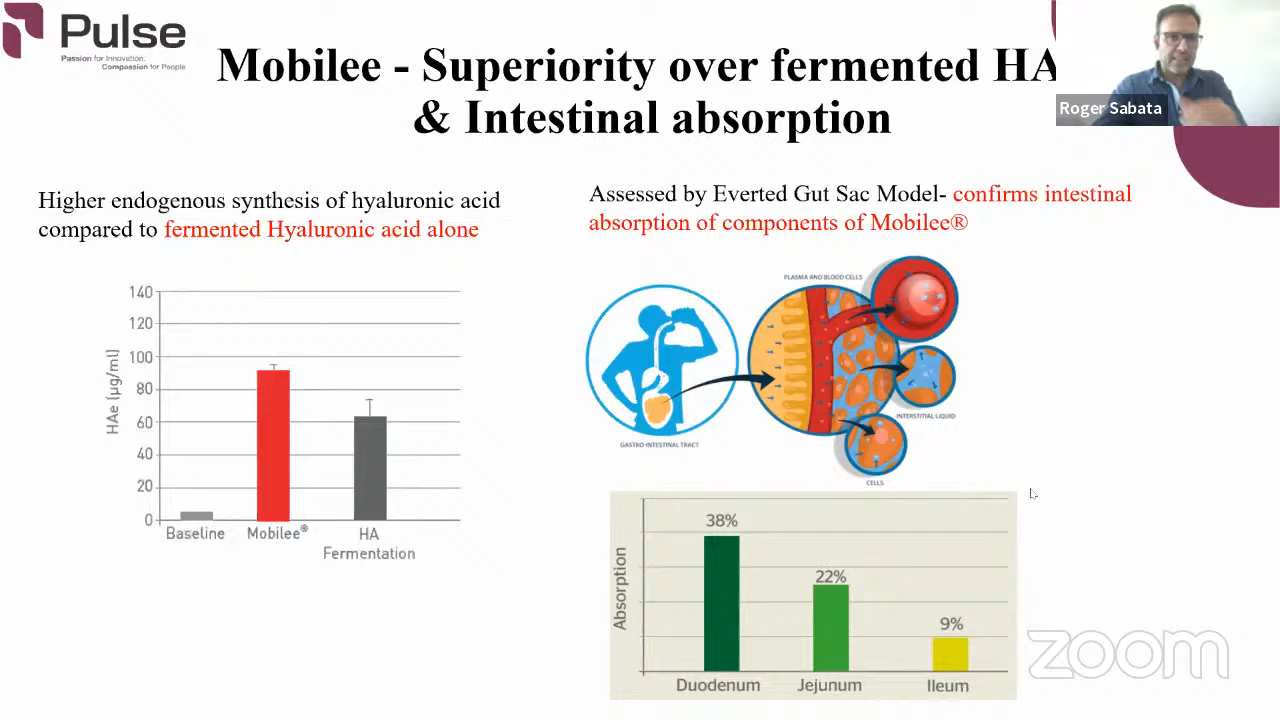 Pulse
Passion for Innovation,
Compassion for People
Mobilee - Superiority over fermented HA
& Intestinal absorption
Roger Sabata
Higher endogenous synthesis of hyaluronic acid
compared to fermented Hyaluronic acid alone
HAe (µg/ml)
140
120
100
80
60
40
20
0
Baseline
Mobilee®
HA
Fermentation
Assessed by Everted Gut Sac Model- confirms intestinal
absorption of components of Mobilee®
PLASMA AND BLOOD CELLS
GASTRO-INTESTINAL TRACT
INTERSTITIAL-LIQUID
CELLS
Absorption
38%
22%
9%
Duodenum
Jejunum
Ileum
zoom